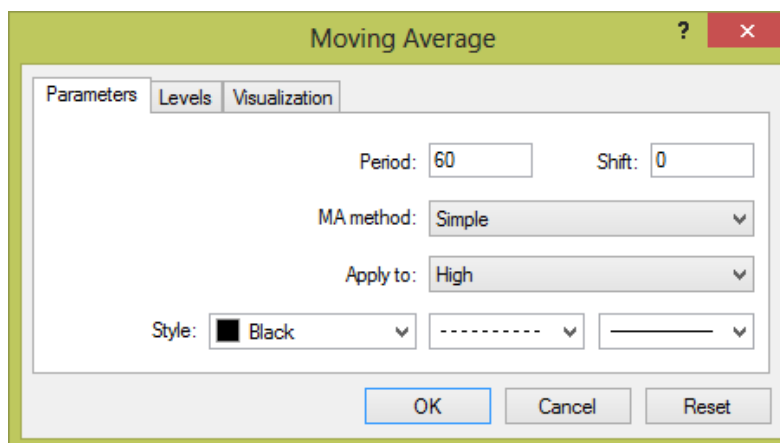 Moving Average ? ×
Parameters Levels Visualization
Period: 60 Shift: 0
MA method: Simple
Apply to: High
Style: Black
OK Cancel Reset